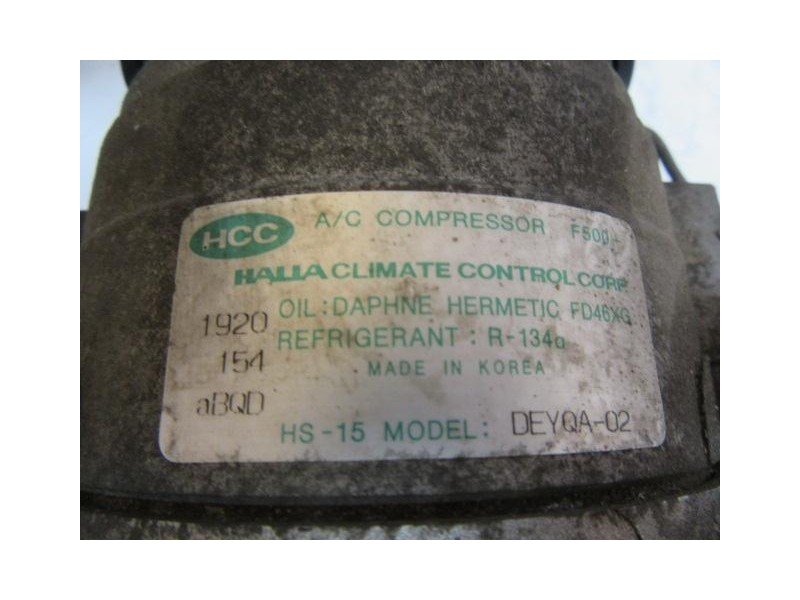 HCC
A/C COMPRESSOR F500-
HALLA CLIMATE CONTROL CORP
OIL: DAPHNE HERMETIC FD46XG
1920
REFRIGERANT : R-134a
154
MADE IN KOREA
aBQD
HS-15 MODEL: DEYQA-02